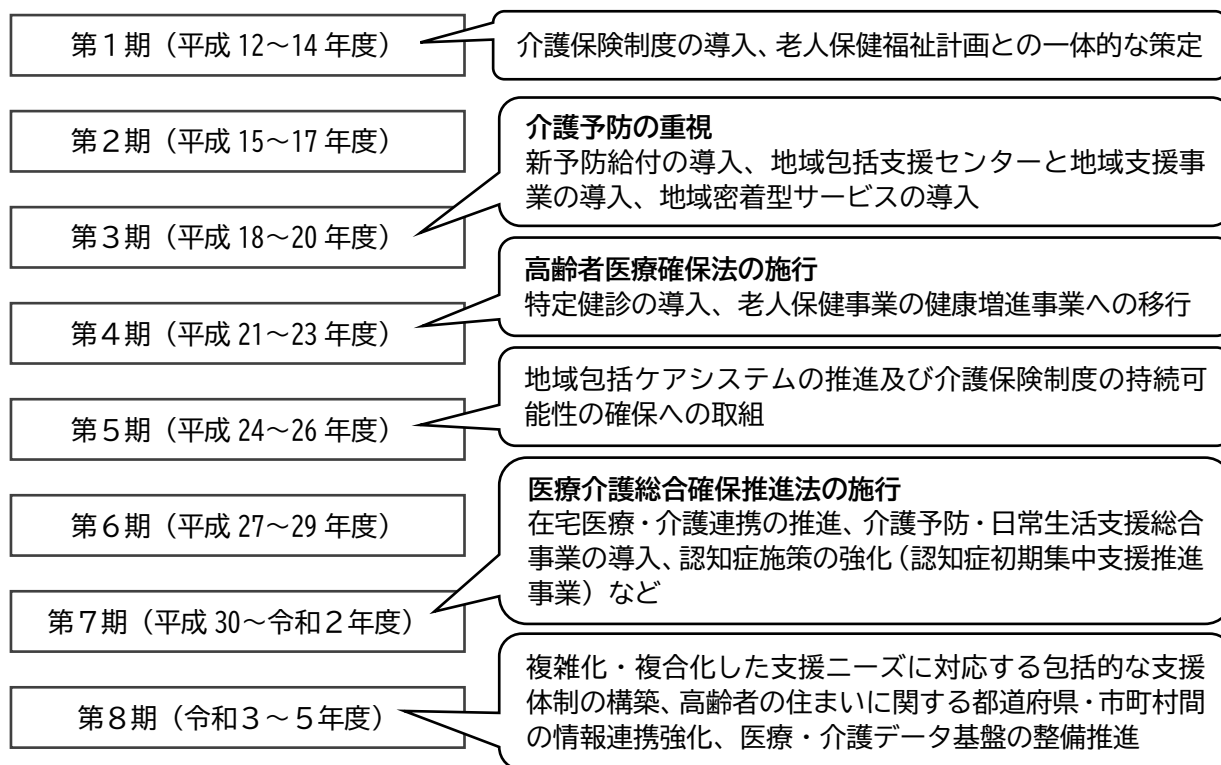 第１期（平成 12～14 年度）
介護保険制度の導入、老人保健福祉計画との一体的な策定
第２期（平成 15～17 年度）
介護予防の重視
新予防給付の導入、地域包括支援センターと地域支援事
業の導入、地域密着型サービスの導入
第３期（平成 18～20 年度）
高齢者医療確保法の施行
特定健診の導入、老人保健事業の健康増進事業への移行
第４期（平成 21～23 年度）
地域包括ケアシステムの推進及び介護保険制度の持続可
能性の確保への取組
第５期（平成 24～26 年度）
医療介護総合確保推進法の施行
在宅医療・介護連携の推進、介護予防・日常生活支援総合
事業の導入、認知症施策の強化（認知症初期集中支援推進
事業）など
第６期（平成 27～29 年度）
第７期（平成 30～令和２年度）
複雑化・複合化した支援ニーズに対応する包括的な支援
体制の構築、高齢者の住まいに関する都道府県・市町村間
の情報連携強化、医療・介護データ基盤の整備推進
第８期（令和３～５年度）